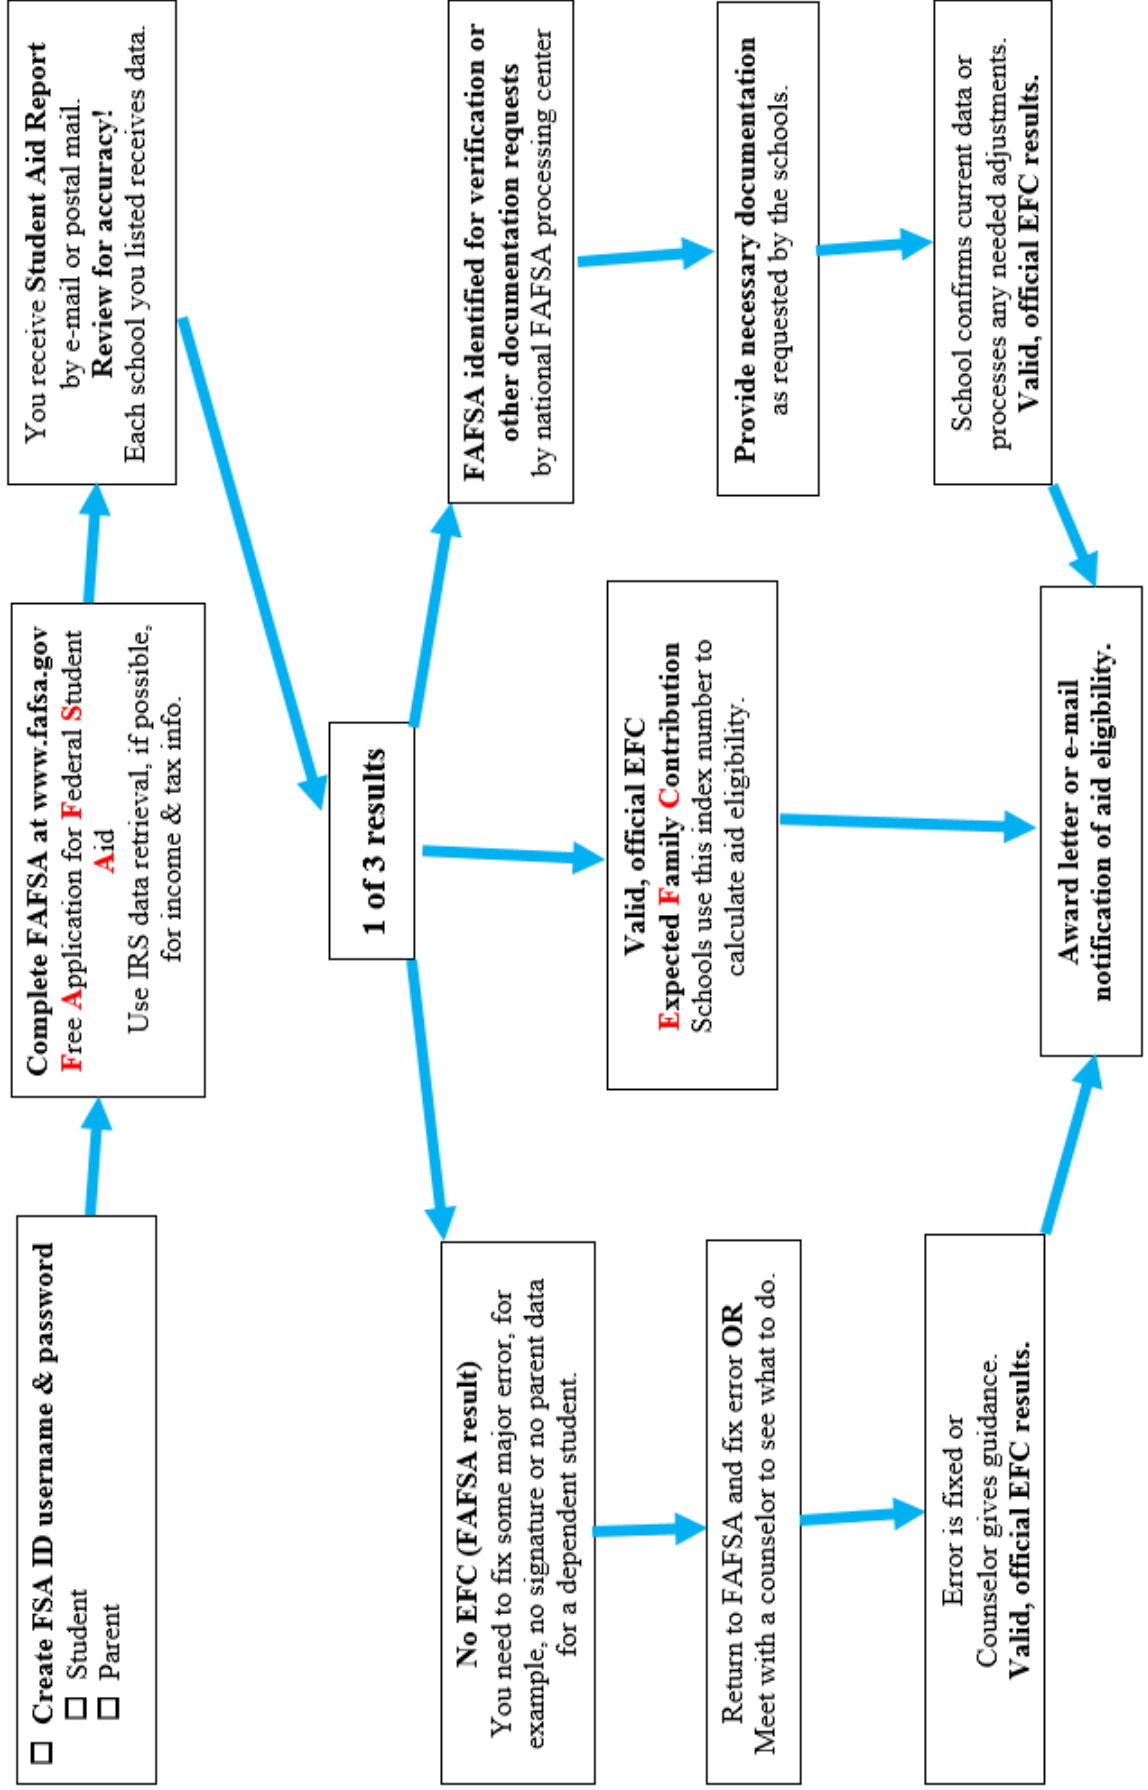 ☐ Create FSA ID username & password
☐ Student
☐ Parent
Complete FAFSA at www.fafsa.gov
Free Application for Federal Student
Aid
Use IRS data retrieval, if possible,
for income & tax info.
You receive Student Aid Report
by e-mail or postal mail.
Review for accuracy!
Each school you listed receives data.
1 of 3 results
No EFC (FAFSA result)
You need to fix some major error, for
example, no signature or no parent data
for a dependent student.
Return to FAFSA and fix error OR
Meet with a counselor to see what to do.
Error is fixed or
Counselor gives guidance.
Valid, official EFC results.
Valid, official EFC
Expected Family Contribution
Schools use this index number to
calculate aid eligibility.
FAFSA identified for verification or
other documentation requests
by national FAFSA processing center
Provide necessary documentation
as requested by the schools.
School confirms current data or
processes any needed adjustments.
Valid, official EFC results.
Award letter or e-mail
notification of aid eligibility.